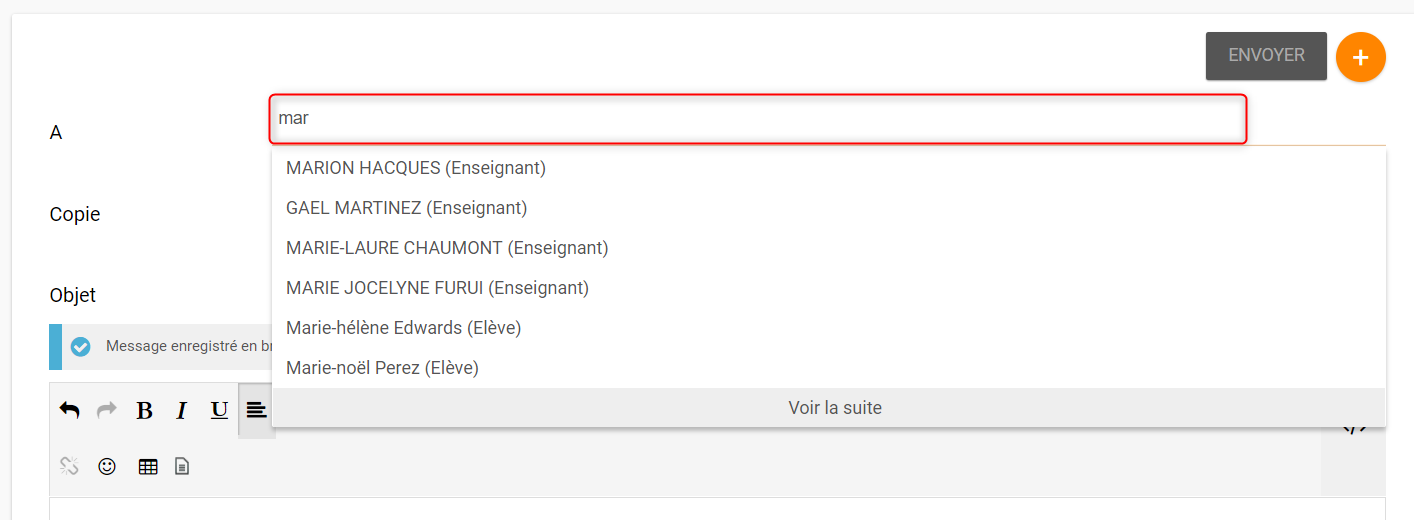 ENVOYER
+
A
mar
MARION HACQUES (Enseignant)
GAEL MARTINEZ (Enseignant)
MARIE-LAURE CHAUMONT (Enseignant)
Copie
MARIE JOCELYNE FURUI (Enseignant)
Objet
Marie-hélène Edwards (Elève)
Message enregistré en
Marie-noël Perez (Elève)
B I U
Voir la suite